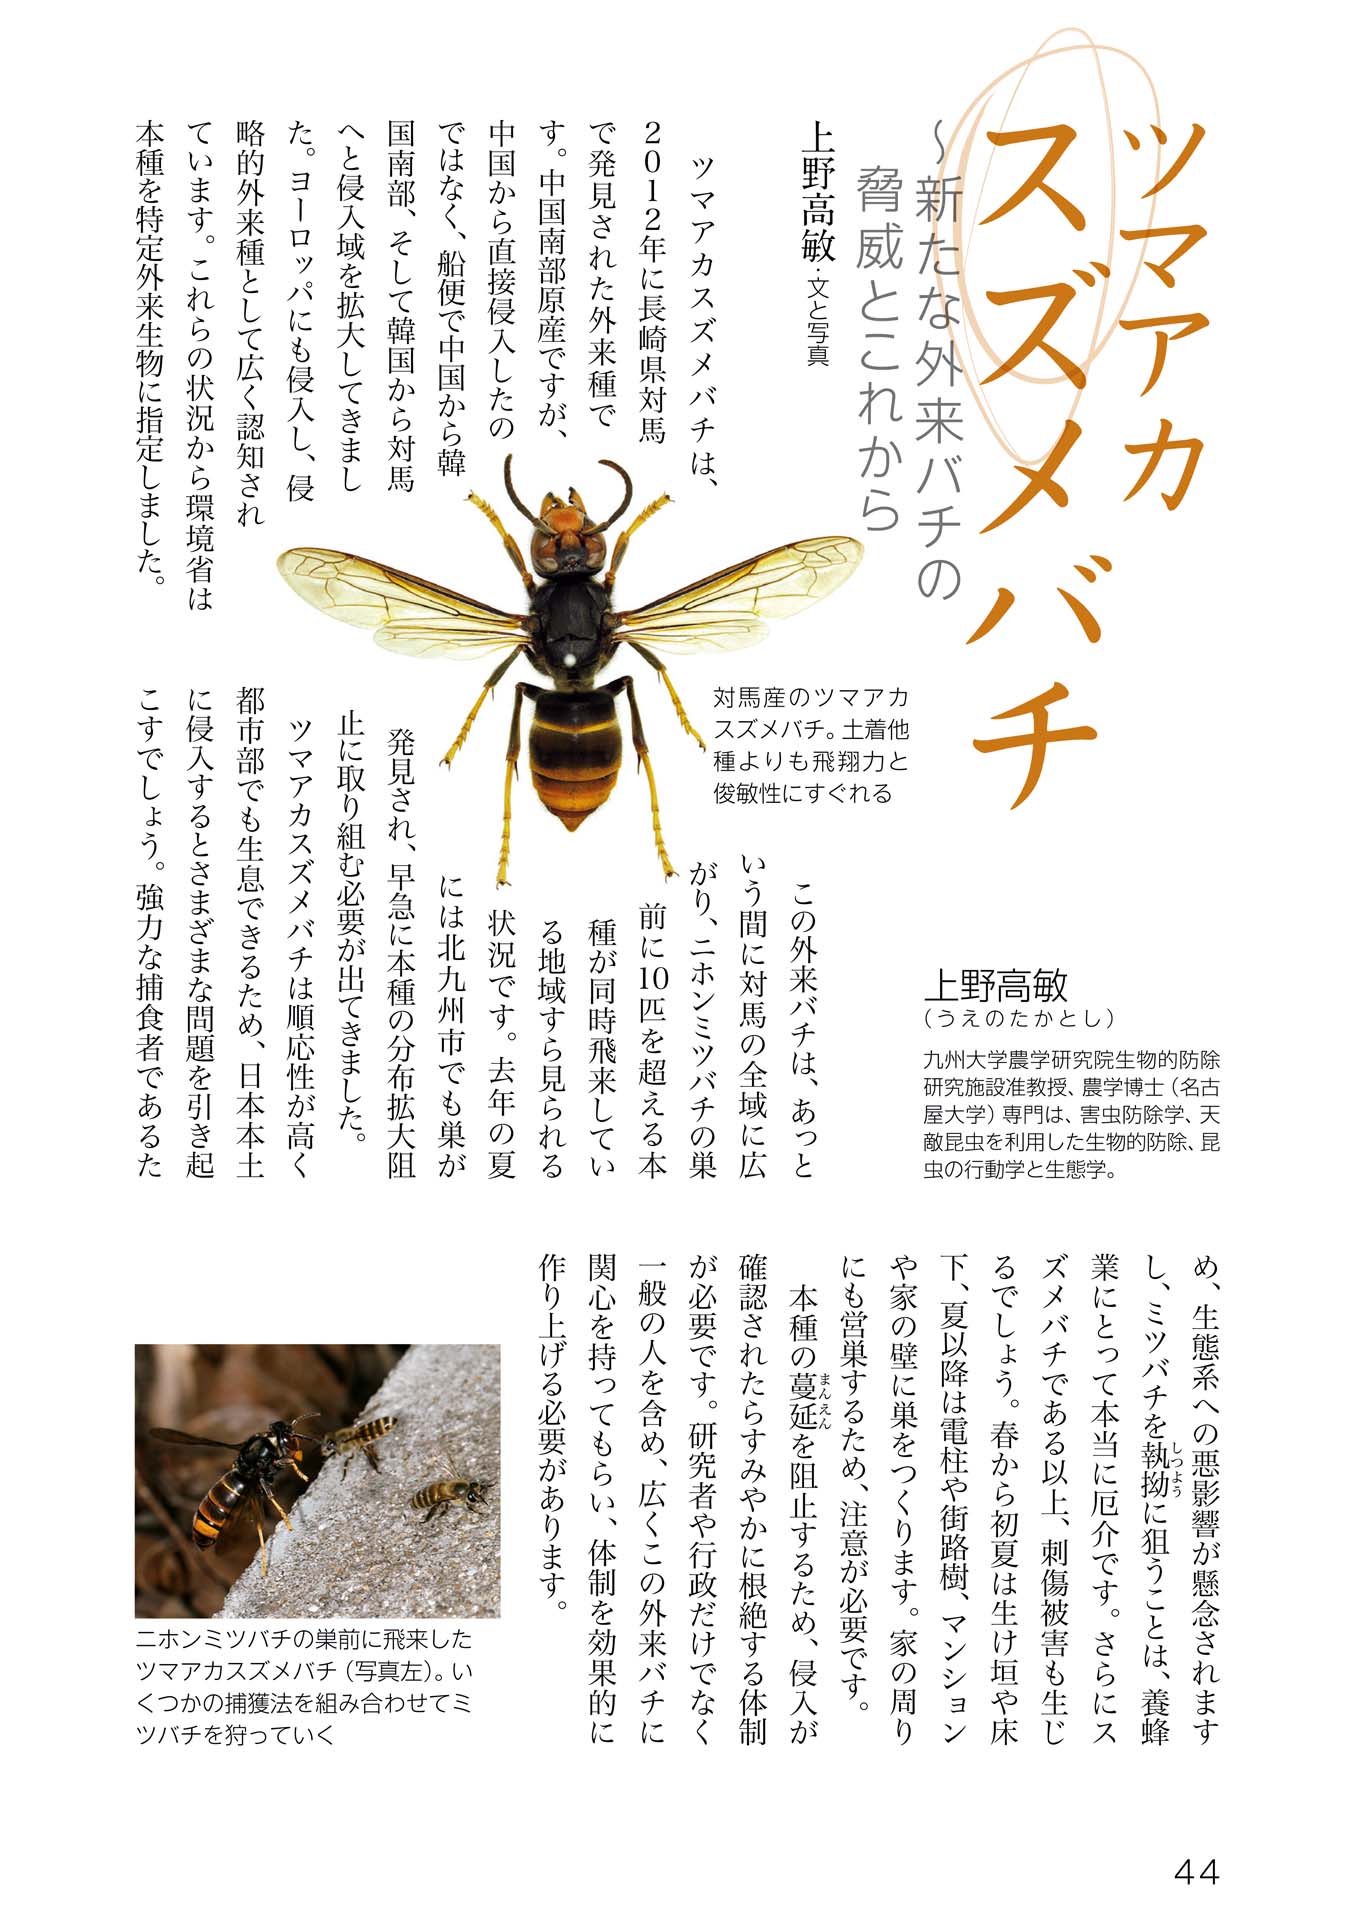 ツマアカ
スズメバチ
〜新たな外来バチの
脅威とこれから
上野高敏・文と写真
ツマアカスズメバチは、
2012年に長崎県対馬
で発見された外来種で
す。中国南部原産ですが、
中国から直接侵入したの
ではなく、船便で中国から韓
国南部、そして韓国から対馬
へと侵入域を拡大してきまし
た。ヨーロッパにも侵入し、侵
略的外来種として広く認知され
ています。これらの状況から環境省は
本種を特定外来生物に指定しました。
対馬産のツマアカ
スズメバチ。土着他
種よりも飛翔力と
俊敏性にすぐれる
この外来バチは、あっと
いう間に対馬の全域に広
がり、ニホンミツバチの巣
前に10匹を超える本
種が同時飛来してい
る地域すら見られる
状況です。去年の夏
には北九州市でも巣が
発見され、早急に本種の分布拡大阻
止に取り組む必要が出てきました。
ツマアカスズメバチは順応性が高く
都市部でも生息できるため、日本本土
に侵入するとさまざまな問題を引き起
こすでしょう。強力な捕食者であるた
上野高敏
（うえのたかとし）
九州大学農学研究院生物的防除
研究施設准教授、農学博士（名古
屋大学）専門は、害虫防除学、天
敵昆虫を利用した生物的防除、昆
虫の行動学と生態学。
め、生態系への悪影響が懸念されます
し、ミツバチを執拗に狙うことは、養蜂
しつよう
業にとって本当に厄介です。さらにス
ズメバチである以上、刺傷被害も生じ
るでしょう。春から初夏は生け垣や床
下、夏以降は電柱や街路樹、マンション
や家の壁に巣をつくります。家の周り
にも営巣するため、注意が必要です。
本種の蔓延を阻止するため、侵入が
まんえん
確認されたらすみやかに根絶する体制
が必要です。研究者や行政だけでなく
一般の人を含め、広くこの外来バチに
関心を持ってもらい、体制を効果的に
作り上げる必要があります。
ニホンミツバチの巣前に飛来した
ツマアカスズメバチ（写真左）。い
くつかの捕獲法を組み合わせてミ
ツバチを狩っていく
44